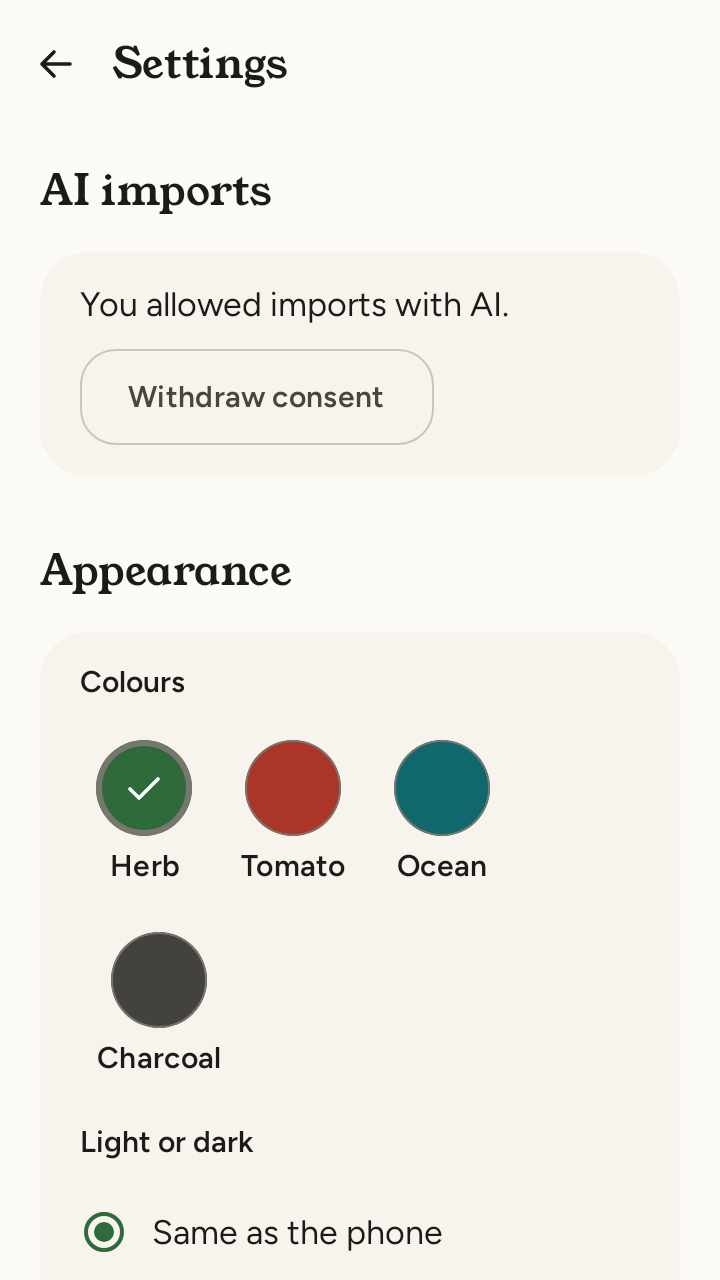 Settings
AI imports
You allowed imports with AI.
Withdraw consent
Appearance
Colours
Herb
Tomato
Ocean
Charcoal
Light or dark
Same as the phone